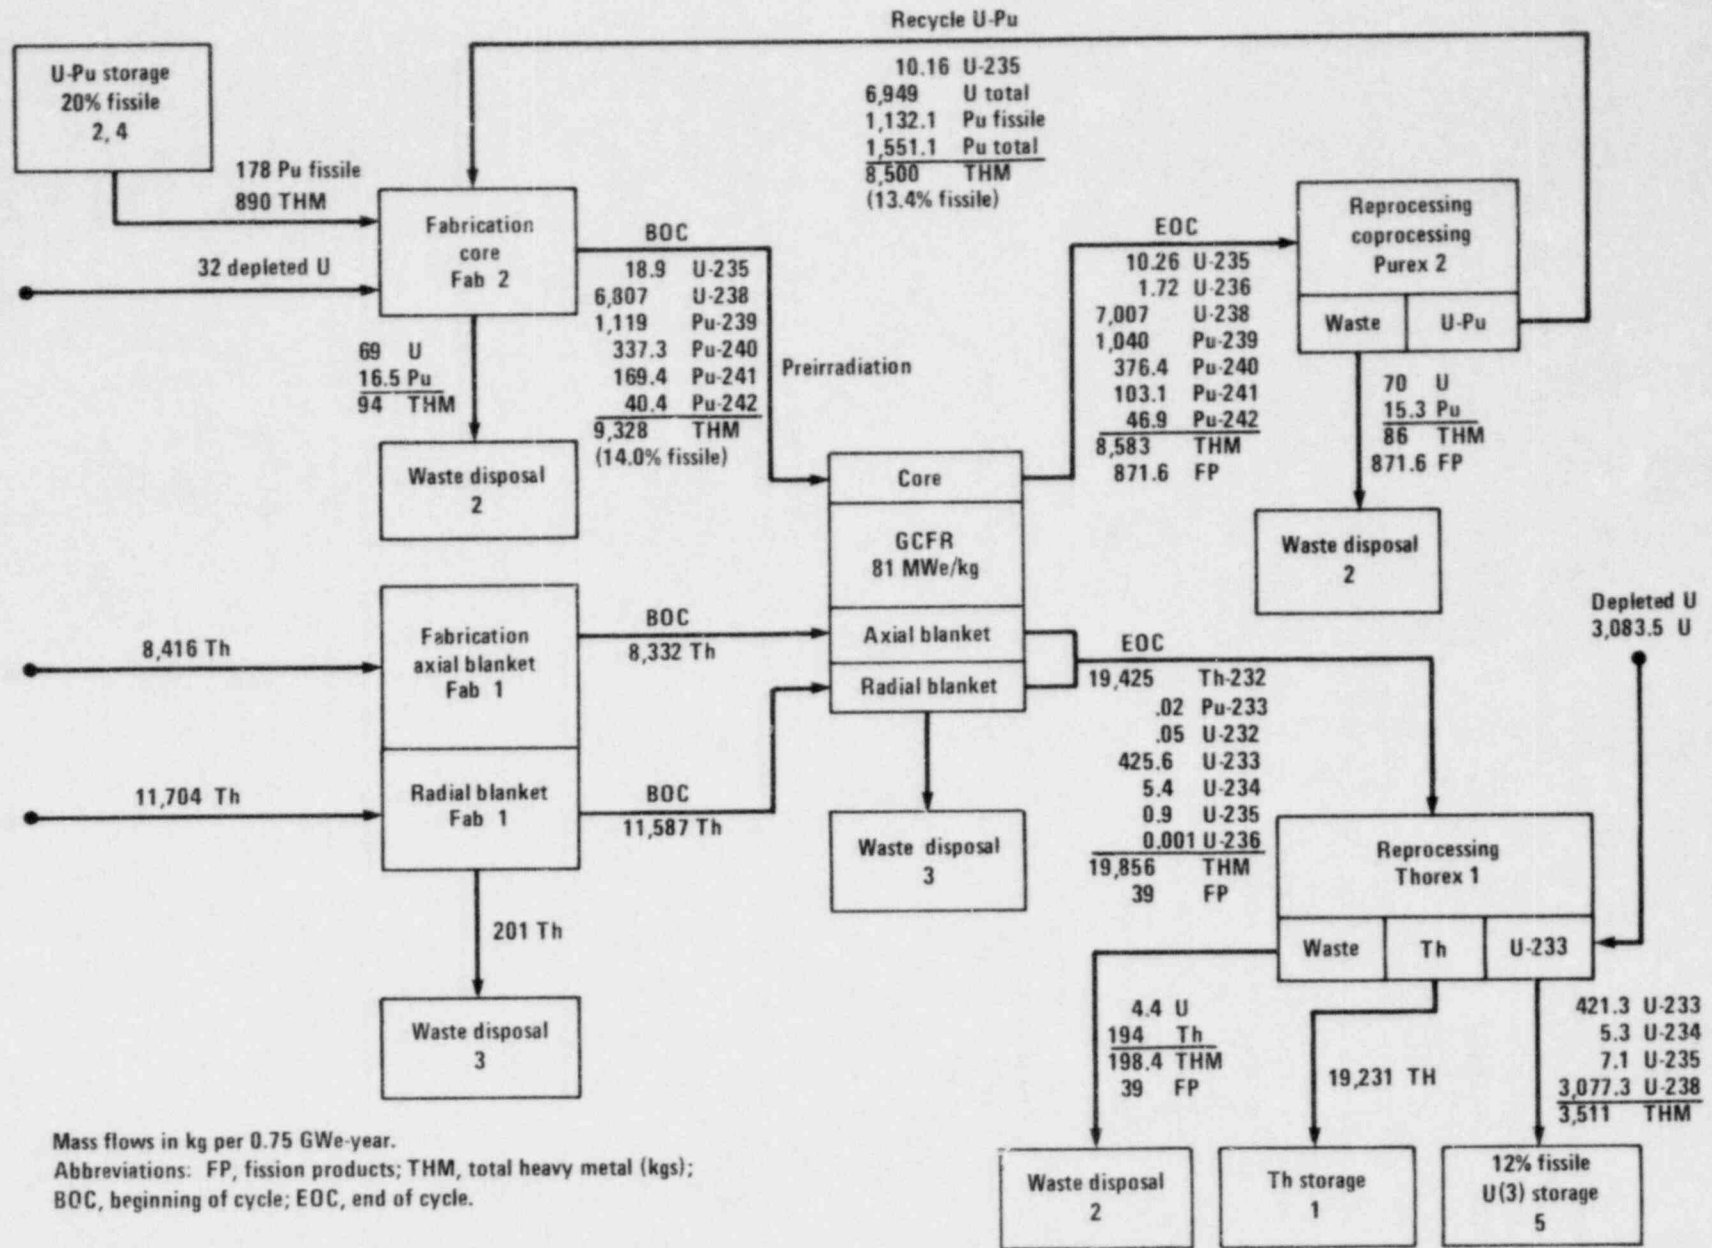 Recycle U-Pu
10.16 U-235
6,949 U total
1,132.1 Pu fissile
1,551.1 Pu total
8,500 THM
(13.4% fissile)
U-Pu storage
20% fissile
2, 4
178 Pu fissile
890 THM
32 depleted U
Fabrication
core
Fab 2
69 U
16.5 Pu
94 THM
Waste disposal
2
BOC
18.9 U-235
6,807 U-238
1,119 Pu-239
337.3 Pu-240
169.4 Pu-241
40.4 Pu-242
9,328 THM
(14.0% fissile)
Preirradiation
Core
GCFR
81 MWe/kg
Axial blanket
Radial blanket
EOC
10.26 U-235
1.72 U-236
7,007 U-238
1,040 Pu-239
376.4 Pu-240
103.1 Pu-241
46.9 Pu-242
8,583 THM
871.6 FP
Reprocessing
coprocessing
Purex 2
Waste
U-Pu
70 U
15.3 Pu
86 THM
871.6 FP
Waste disposal
2
8,416 Th
Fabrication
axial blanket
Fab 1
BOC
8,332 Th
11,704 Th
Radial blanket
Fab 1
BOC
11,587 Th
201 Th
Waste disposal
3
Waste disposal
3
EOC
19,425 Th-232
.02 Pu-233
.05 U-232
425.6 U-233
5.4 U-234
0.9 U-235
0.001 U-236
19,856 THM
39 FP
Depleted U
3,083.5 U
Reprocessing
Thorex 1
Waste
Th
U-233
4.4 U
194 Th
198.4 THM
39 FP
19,231 TH
421.3 U-233
5.3 U-234
7.1 U-235
3,077.3 U-238
3,511 THM
Waste disposal
2
Th storage
1
12% fissile
U(3) storage
5
Mass flows in kg per 0.75 GWe-year.
Abbreviations: FP, fission products; THM, total heavy metal (kgs);
BOC, beginning of cycle; EOC, end of cycle.